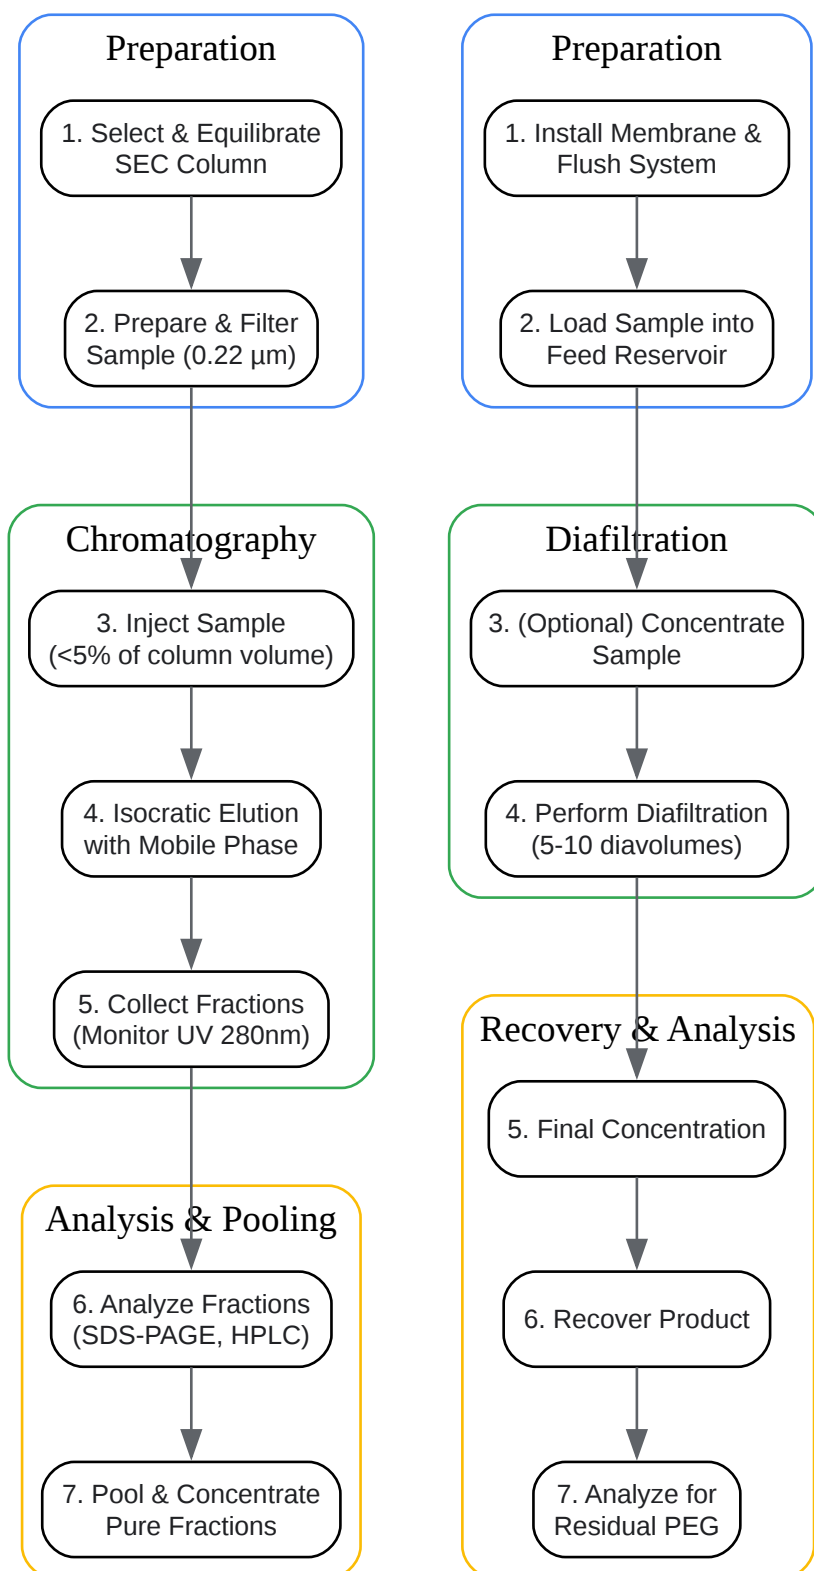 Preparation
1. Select & Equilibrate
SEC Column
2. Prepare & Filter
Sample (0.22 µm)
Chromatography
3. Inject Sample
(<5% of column volume)
4. Isocratic Elution
with Mobile Phase
5. Collect Fractions
(Monitor UV 280nm)
Analysis & Pooling
6. Analyze Fractions
(SDS-PAGE, HPLC)
7. Pool & Concentrate
Pure Fractions
Preparation
1. Install Membrane &
Flush System
2. Load Sample into
Feed Reservoir
Diafiltration
3. (Optional) Concentrate
Sample
4. Perform Diafiltration
(5-10 diavolumes)
Recovery & Analysis
5. Final Concentration
6. Recover Product
7. Analyze for
Residual PEG